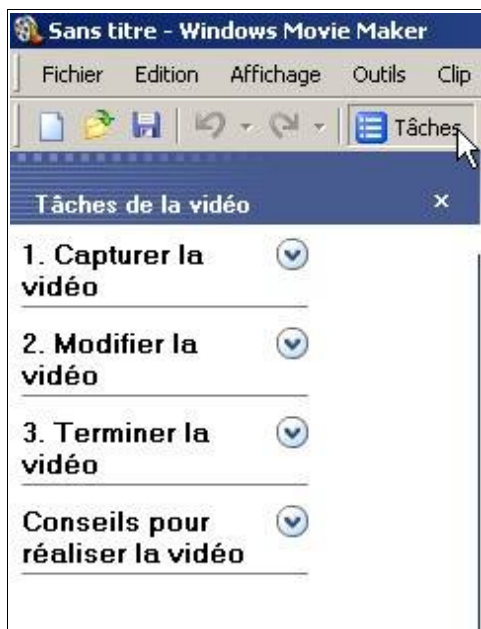 Sans titre - Windows Movie Maker
Fichier Edition Affichage Outils Clip
Tâches
Tâches de la vidéo
1. Capturer la
vidéo
2. Modifier la
vidéo
3. Terminer la
vidéo
Conseils pour
réaliser la vidéo